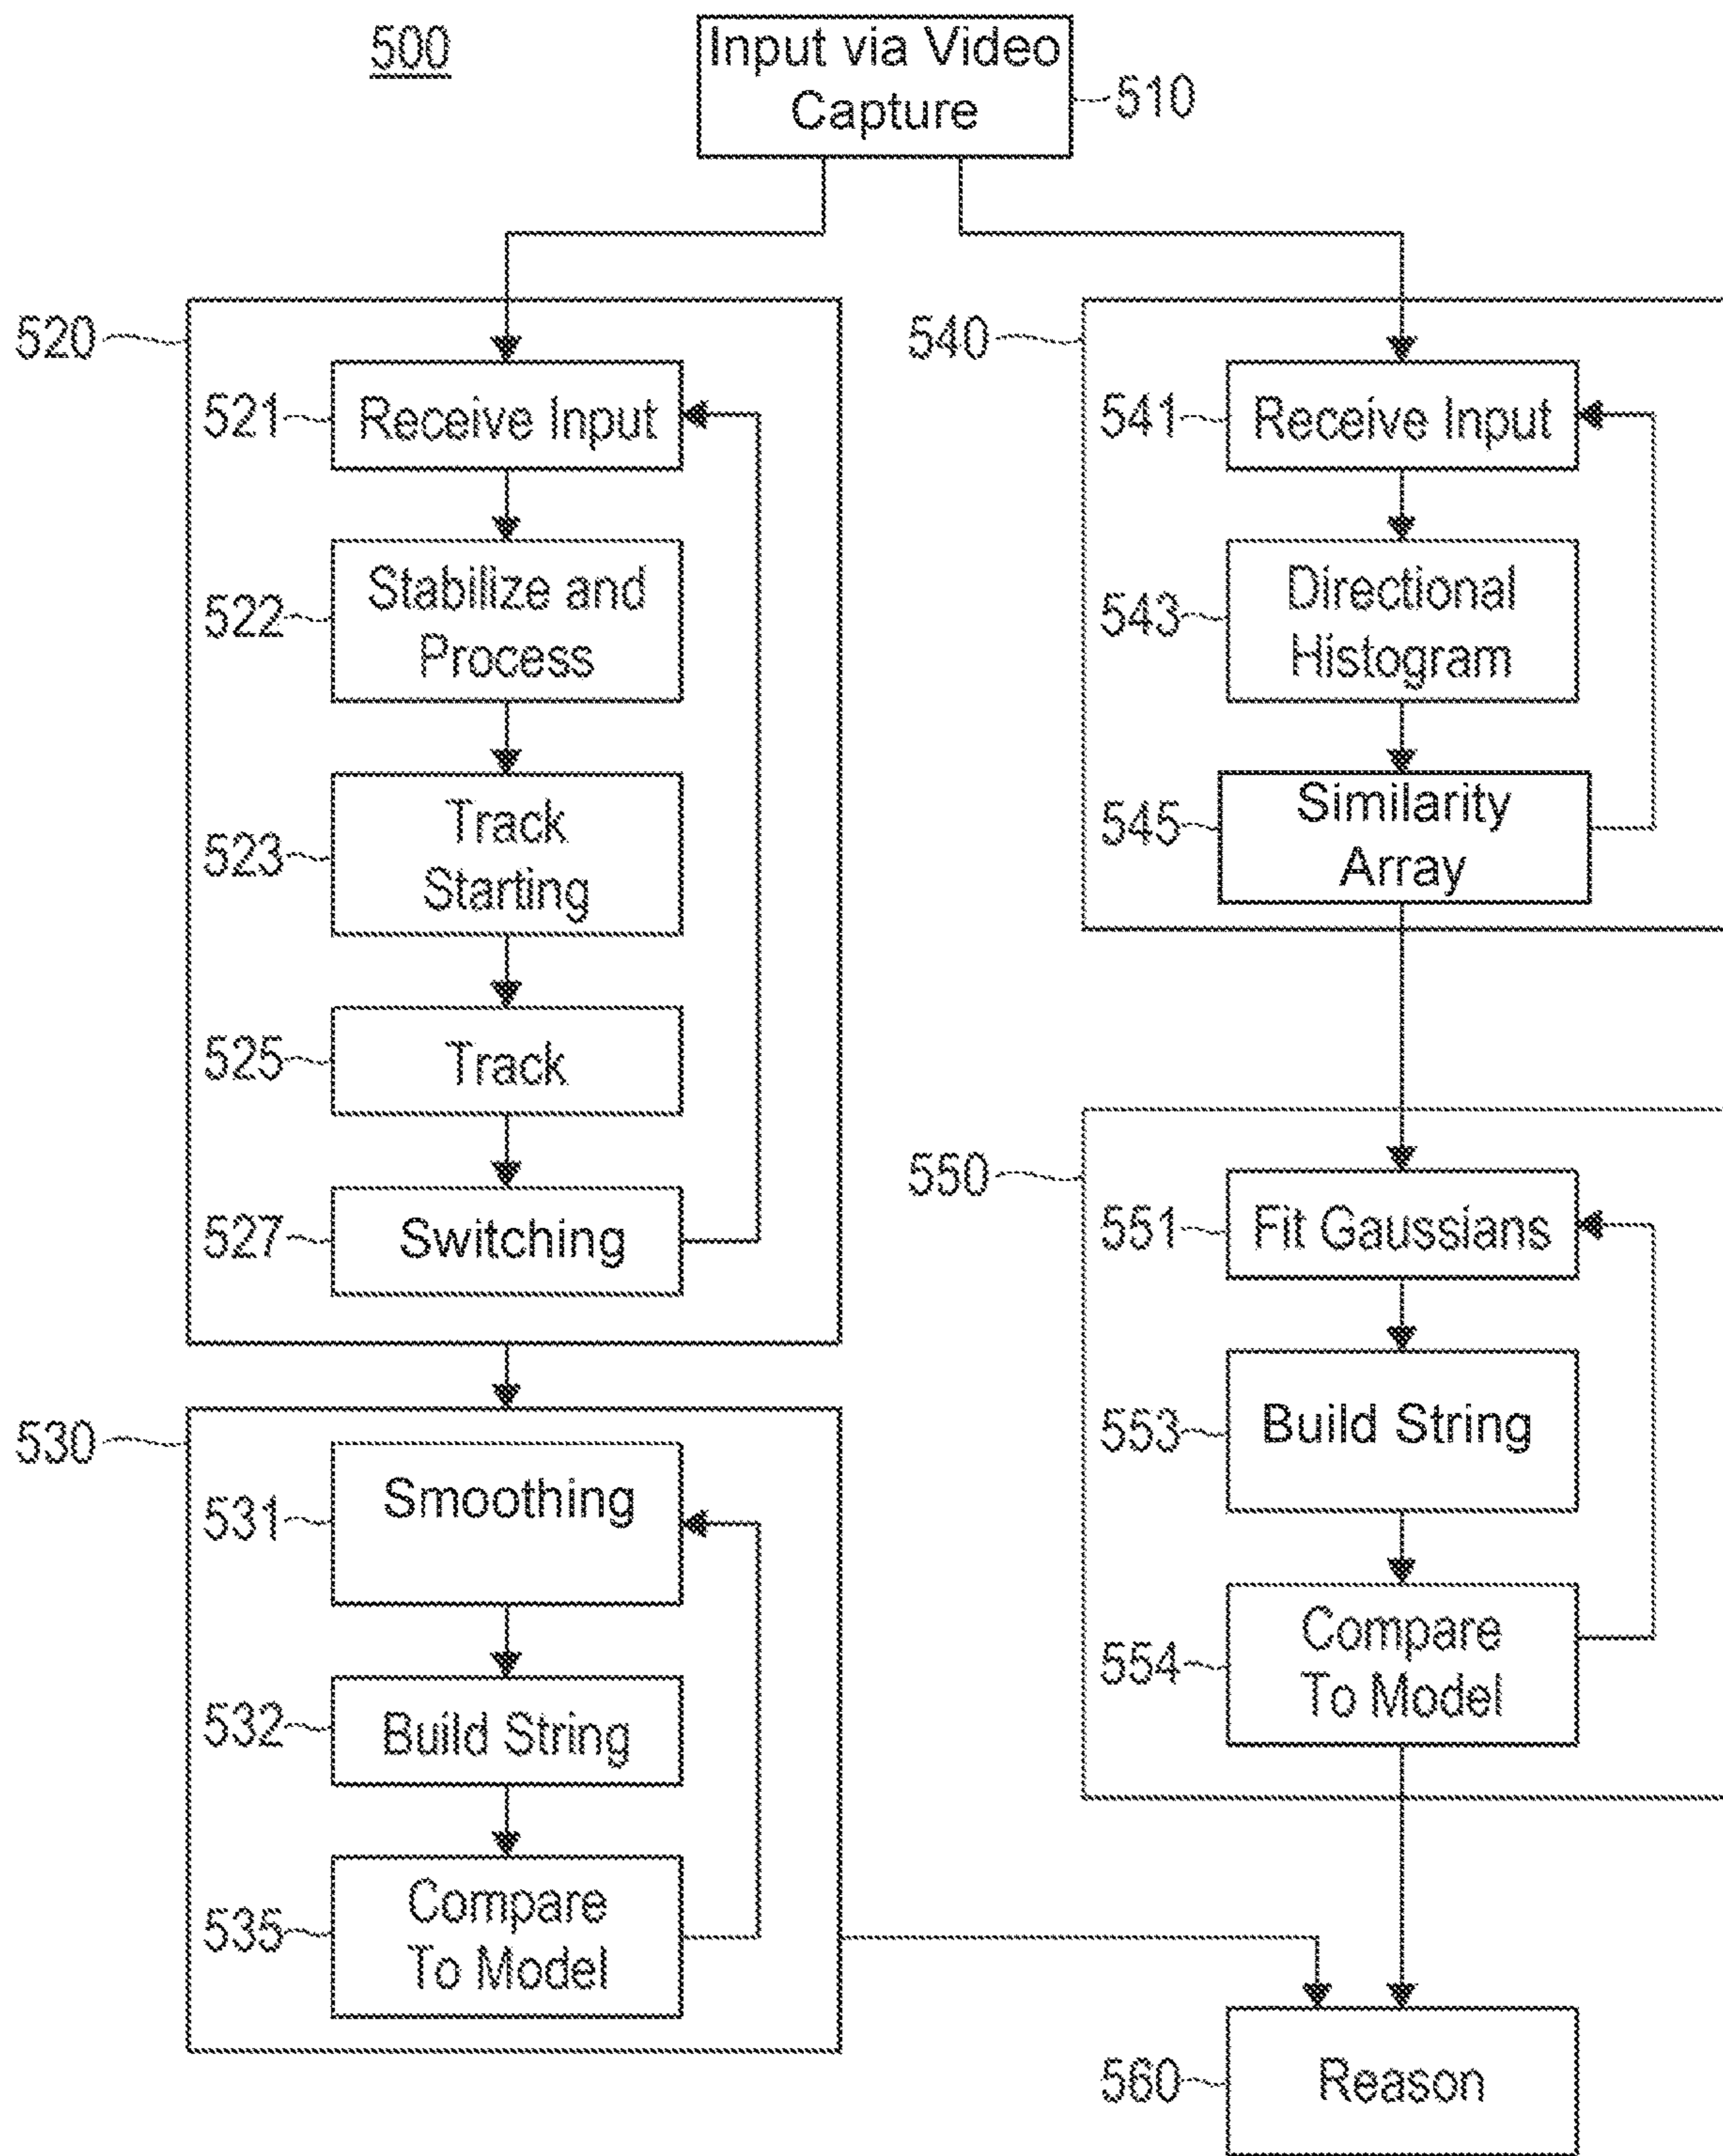 500
Input via Video
Capture
510
520
521
Receive Input
522
Stabilize and
Process
523
Track
Starting
525
Track
527
Switching
530
531
Smoothing
532
Build String
535
Compare
To Model
540
541
Receive Input
543
Directional
Histogram
545
Similarity
Array
550
551
Fit Gaussians
553
Build String
554
Compare
To Model
560
Reason